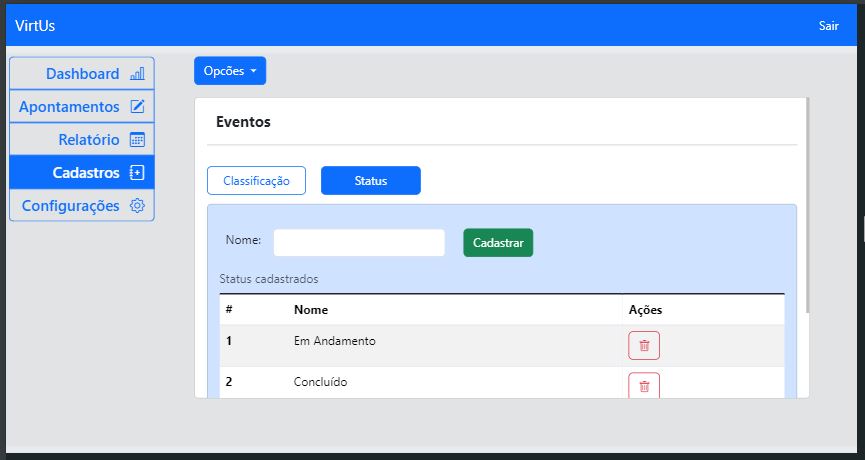 VirtUs
Sair
Dashboard
Apontamentos
Relatório
Cadastros
Configurações
Opcões
Eventos
Classificação
Status
Nome:
Cadastrar
Status cadastrados
# Nome Ações
1 Em Andamento
2 Concluído